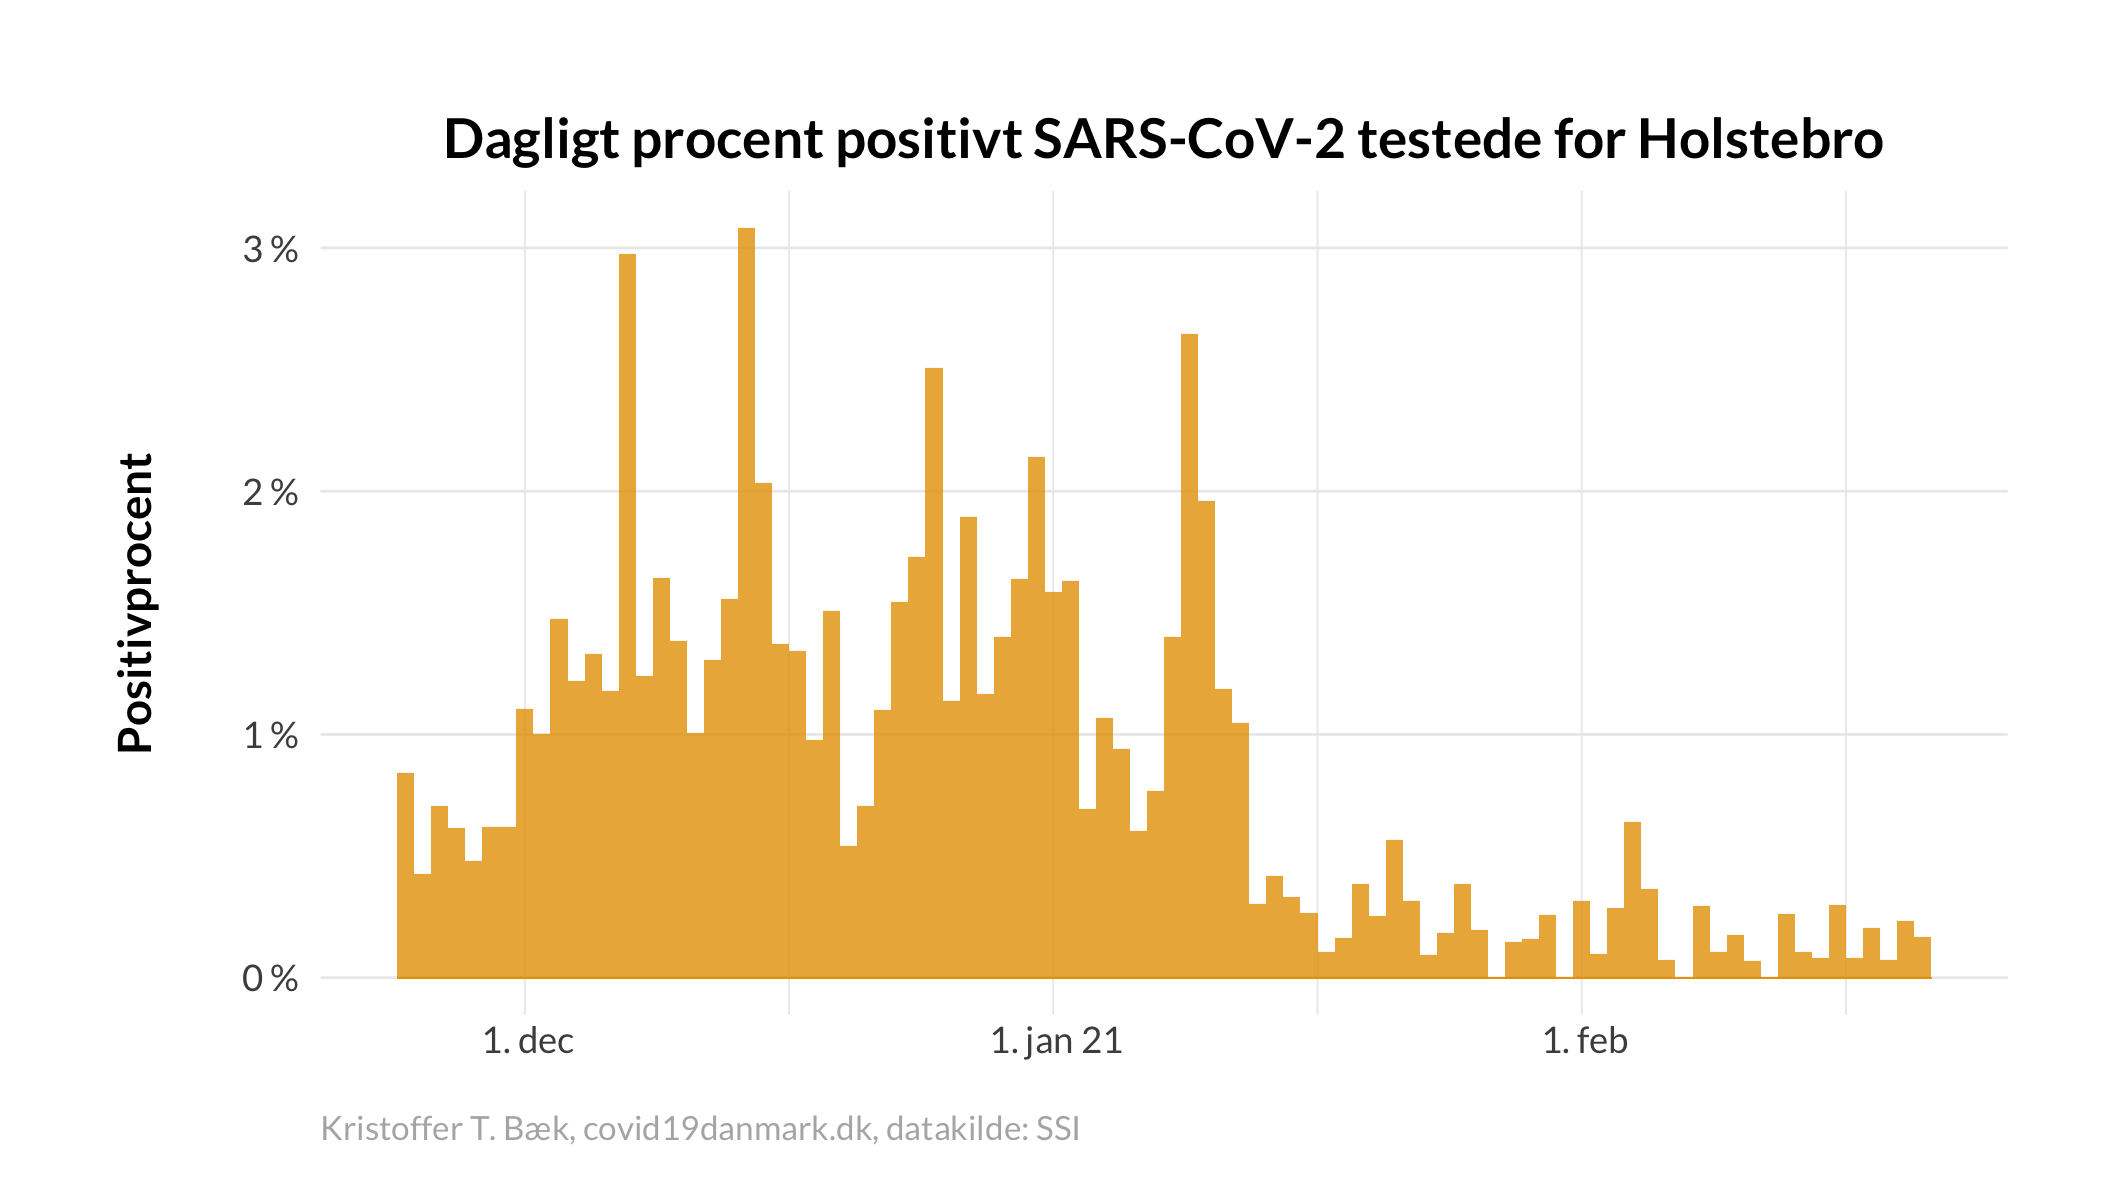 Dagligt procent positivt SARS-CoV-2 testede for Holstebro
Positivprocent
3 %
2 %
1 %
0 %
1. dec
1. jan 21
1. feb
Kristoffer T. Bæk, covid19danmark.dk, datakilde: SSI